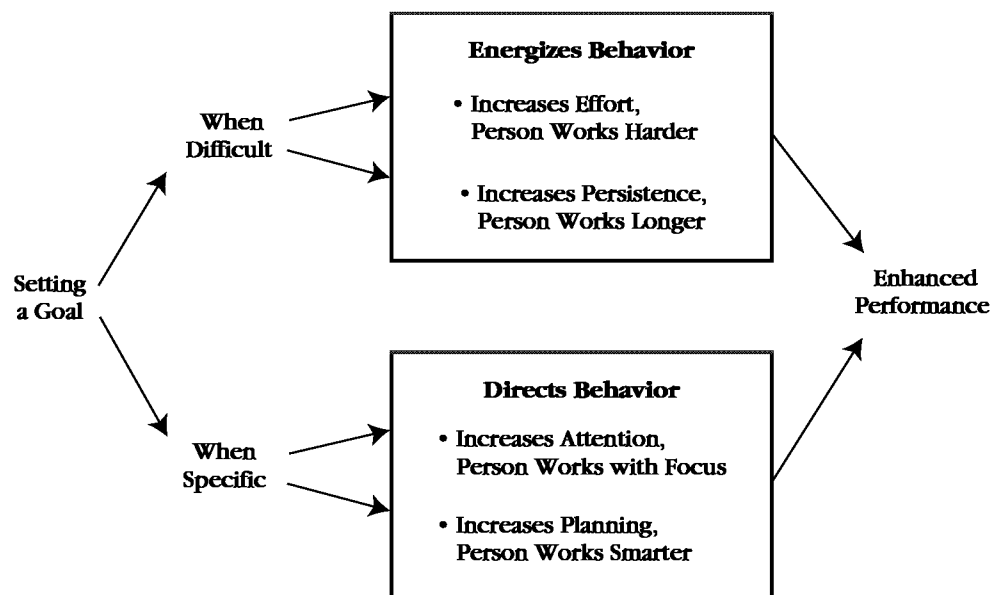 Setting
a Goal
When
Difficult
Energizes Behavior
• Increases Effort,
Person Works Harder
• Increases Persistence,
Person Works Longer
When
Specific
Directs Behavior
• Increases Attention,
Person Works with Focus
• Increases Planning,
Person Works Smarter
Enhanced
Performance